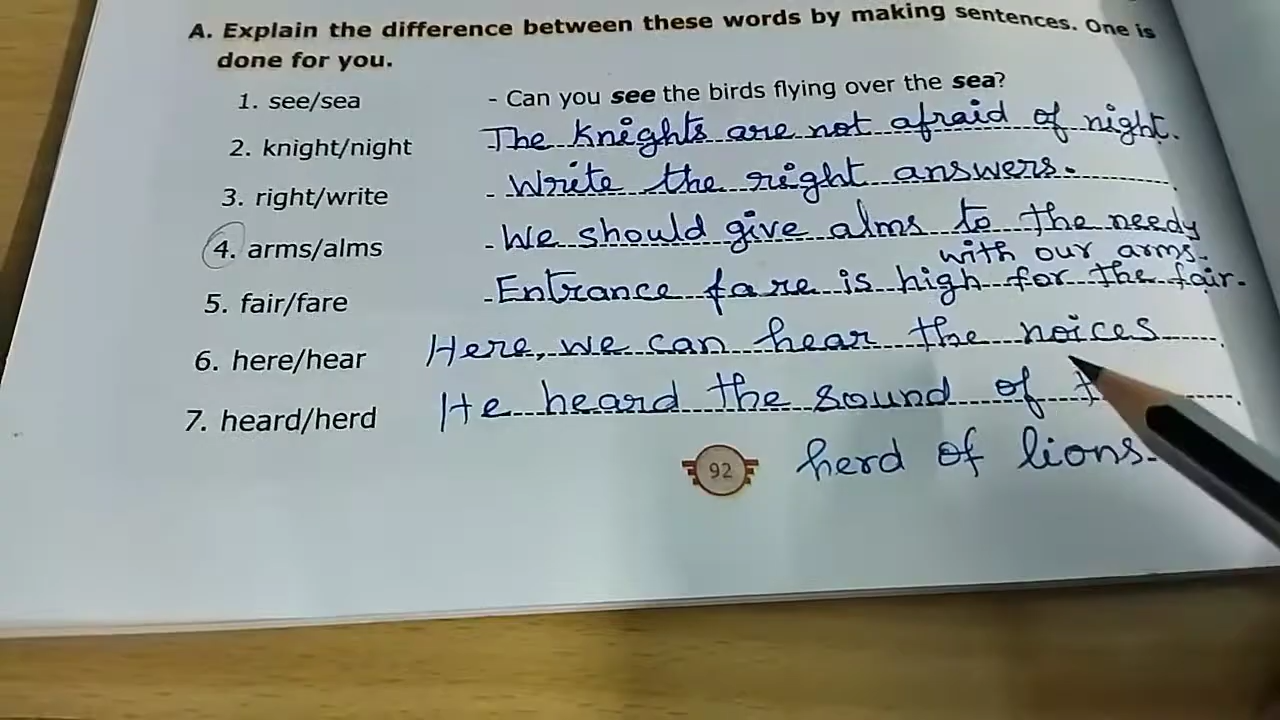 A. Explain the difference between these words by making sentences. One is
done for you.
1. see/sea - Can you see the birds flying over the sea?
2. knight/night The Knights are not afraid of night.
3. right/write - Write the right answers.
4. arms/alms - We should give alms to the needy
with our arms.
5. fair/fare - Entrance fare is high for the fair.
6. here/hear Here, we can hear the noices
7. heard/herd He heard the sound of
92 herd of lions.